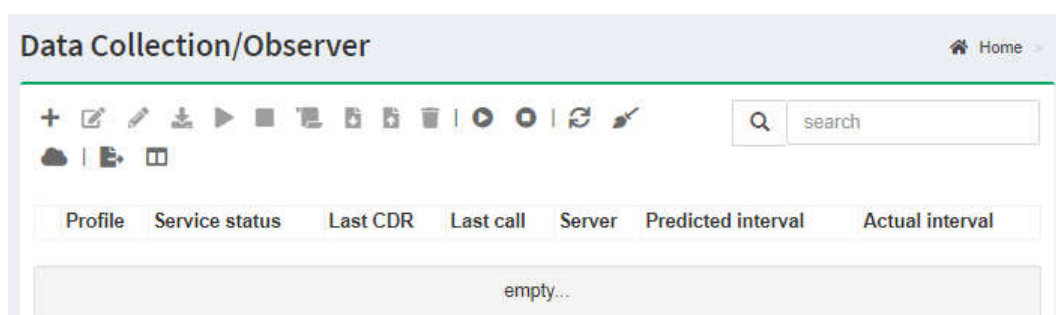 Data Collection/Observer
Home >
search
Profile Service status Last CDR Last call Server Predicted interval Actual interval
empty...